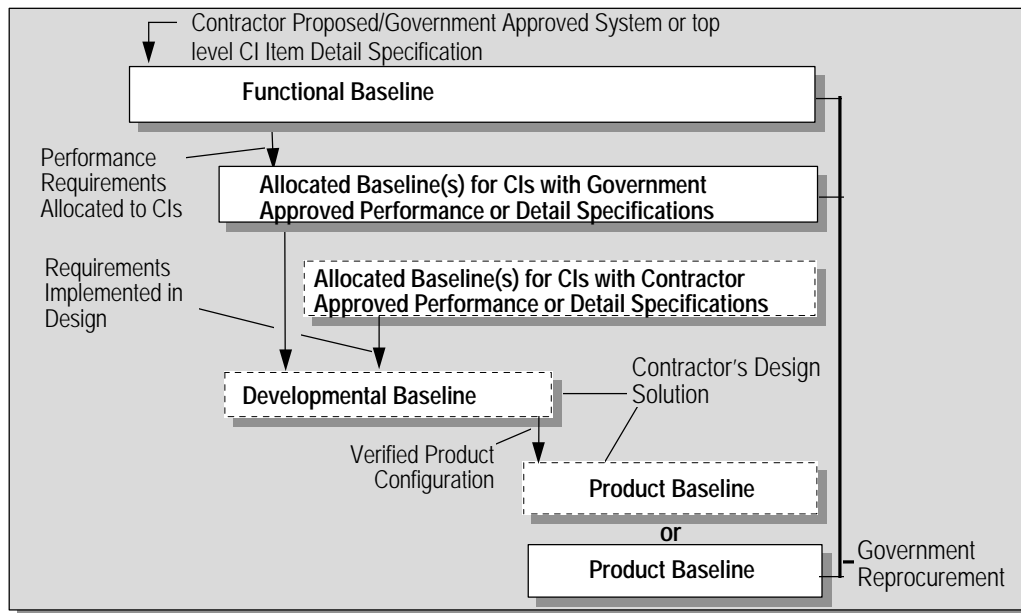 Contractor Proposed/Government Approved System or top
level CI Item Detail Specification
Functional Baseline
Performance
Requirements
Allocated to CIs
Allocated Baseline(s) for CIs with Government
Approved Performance or Detail Specifications
Requirements
Implemented in
Design
Allocated Baseline(s) for CIs with Contractor
Approved Performance or Detail Specifications
Contractor's Design
Solution
Developmental Baseline
Verified Product
Configuration
Product Baseline
or
Product Baseline
Government
Reprocurement